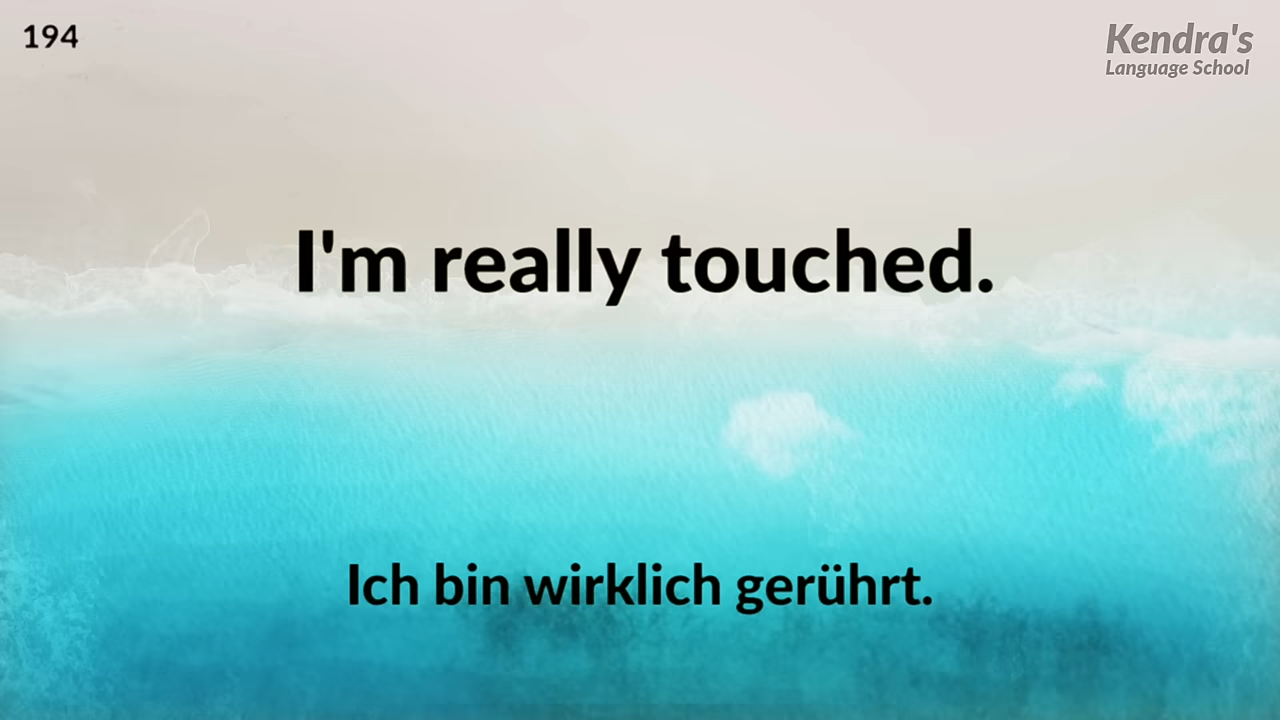 194
Kendra's
Language School
I'm really touched.
Ich bin wirklich gerührt.